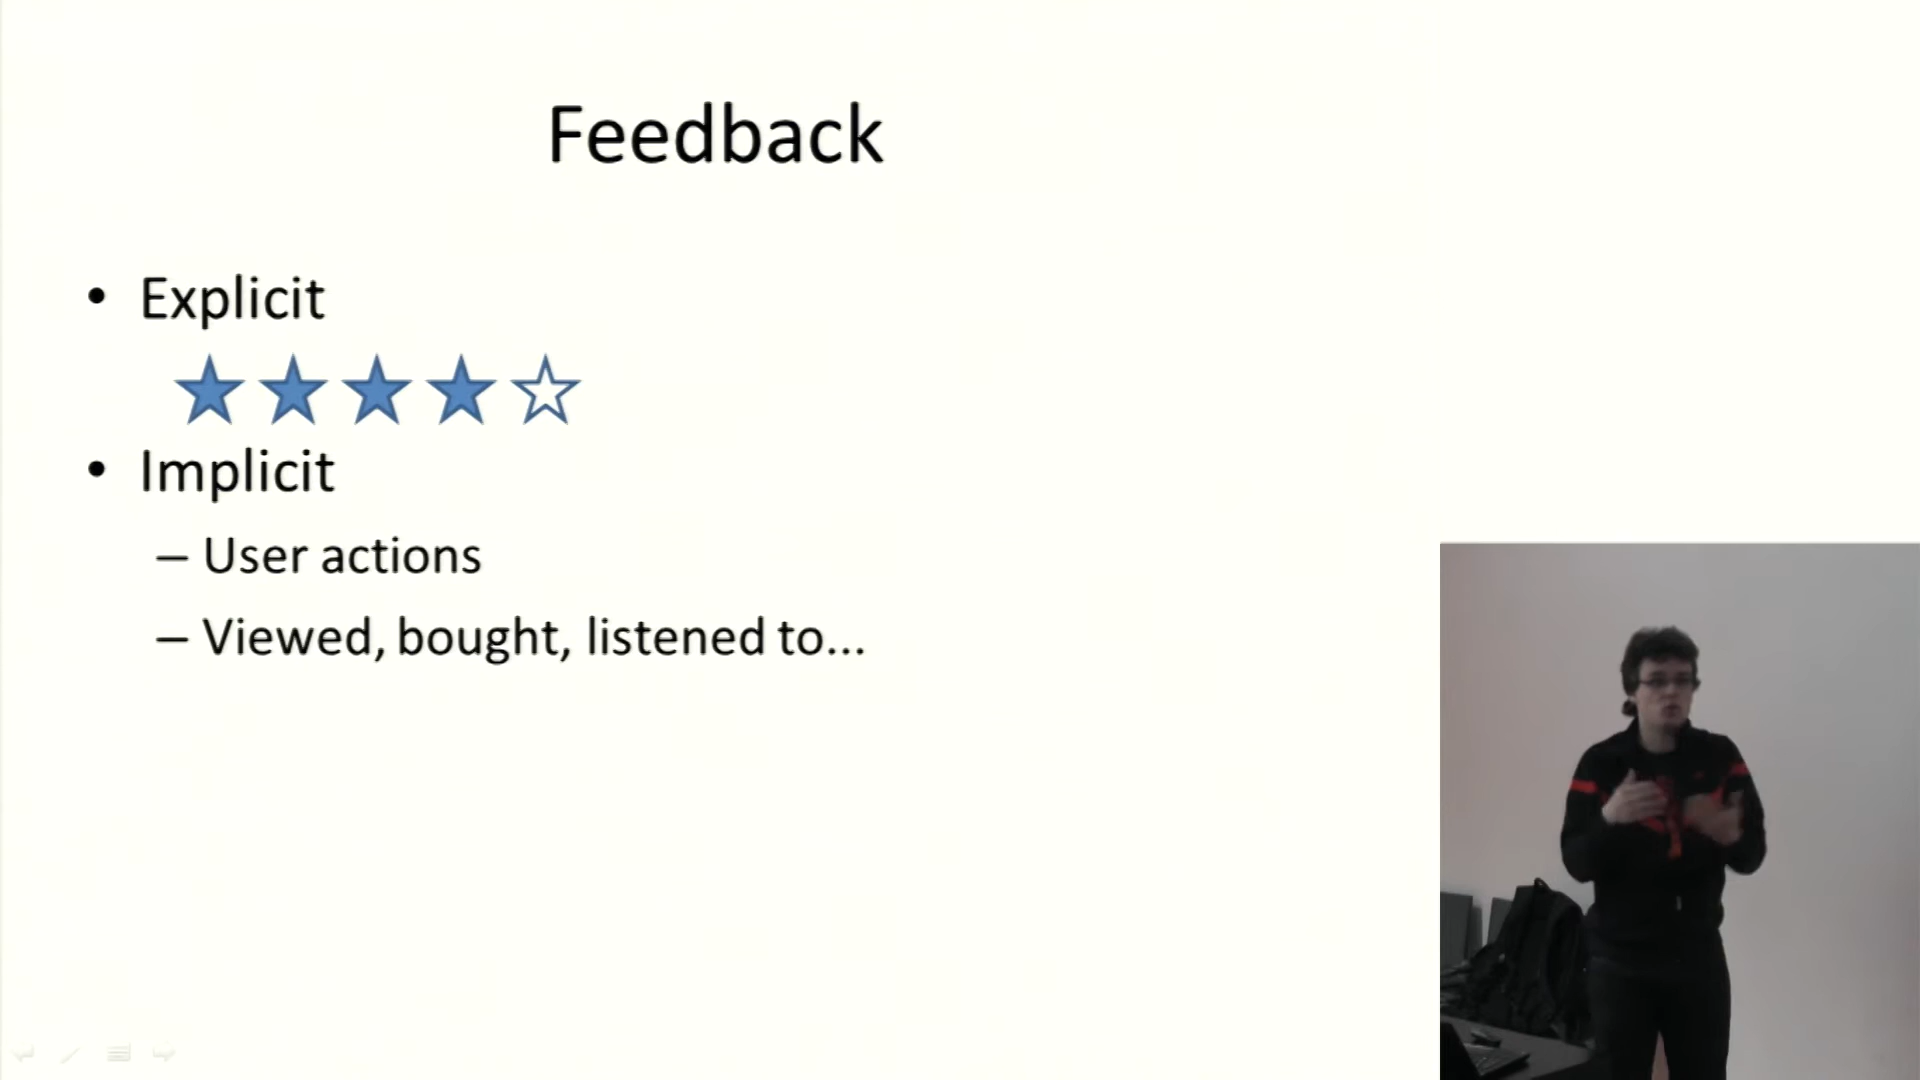 Feedback
• Explicit
• Implicit
– User actions
– Viewed, bought, listened to...